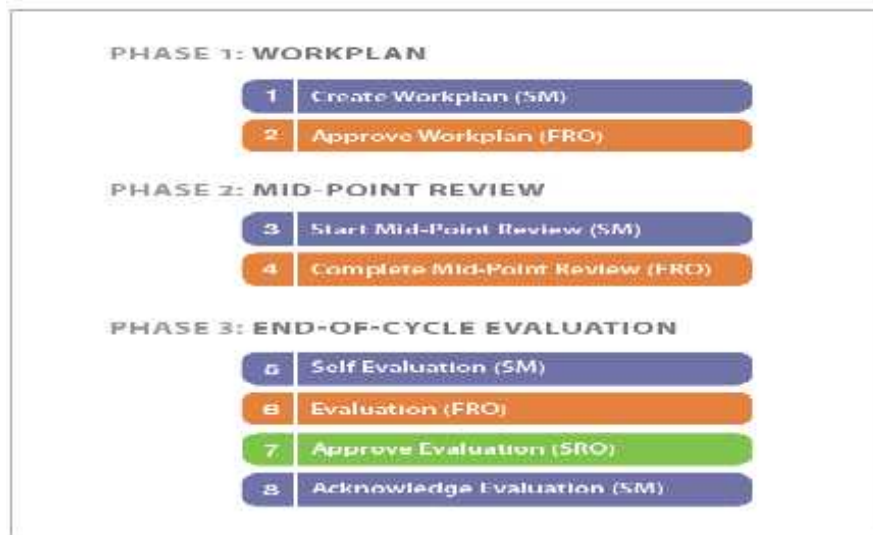 PHASE 1: WORKPLAN
1 Create Workplan (SM)
2 Approve Workplan (FRO)
PHASE 2: MID-POINT REVIEW
3 Start Mid-Point Review (SM)
4 Complete Mid-Point Review (FRO)
PHASE 3: END-OF-CYCLE EVALUATION
5 Self Evaluation (SM)
6 Evaluation (FRO)
7 Approve Evaluation (SRO)
8 Acknowledge Evaluation (SM)